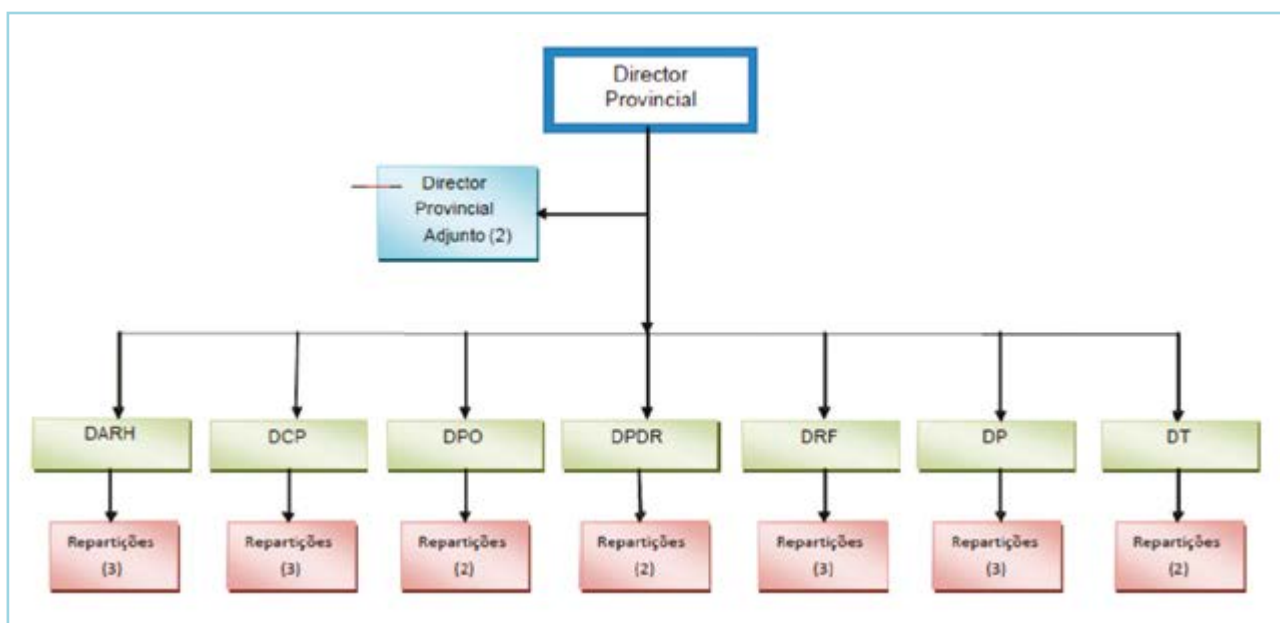 Director
Provincial
Director
Provincial
Adjunto (2)
DARH
DCP
DPO
DPDR
DRF
DP
DT
Repartições
(3)
Repartições
(3)
Repartições
(2)
Repartições
(2)
Repartições
(3)
Repartições
(3)
Repartições
(2)